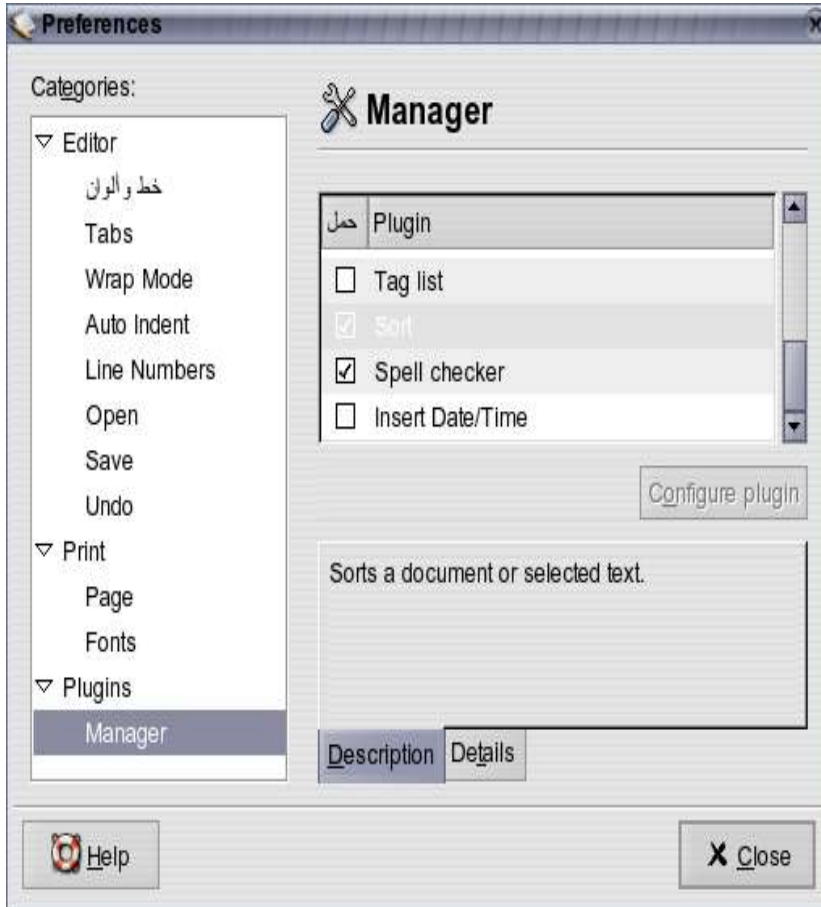 Preferences
Categories:
Editor
خط وألوان
Tabs
Wrap Mode
Auto Indent
Line Numbers
Open
Save
Undo
Print
Page
Fonts
Plugins
Manager
Manager
حمل Plugin
Tag list
Sort
Spell checker
Insert Date/Time
Configure plugin
Sorts a document or selected text.
Description Details
Help
X Close